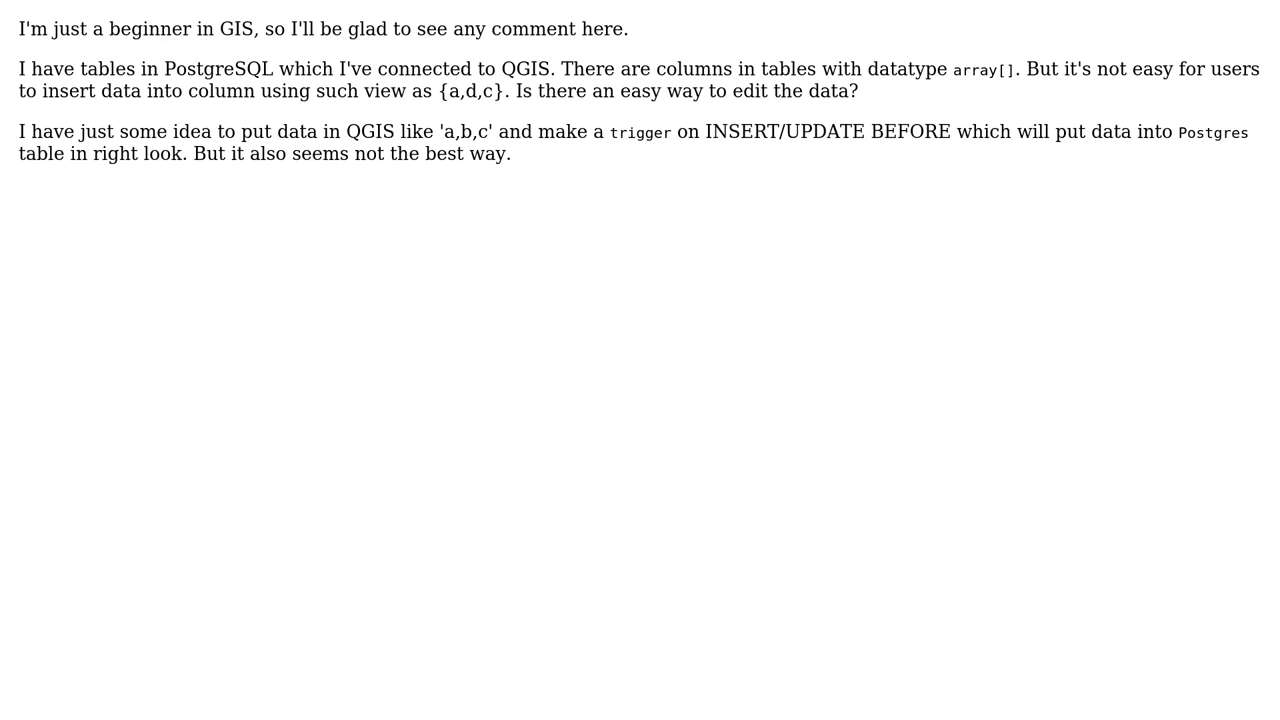 I'm just a beginner in GIS, so I'll be glad to see any comment here.
I have tables in PostgreSQL which I've connected to QGIS. There are columns in tables with datatype array[]. But it's not easy for users
to insert data into column using such view as {a,d,c}. Is there an easy way to edit the data?
I have just some idea to put data in QGIS like 'a,b,c' and make a trigger on INSERT/UPDATE BEFORE which will put data into Postgres
table in right look. But it also seems not the best way.